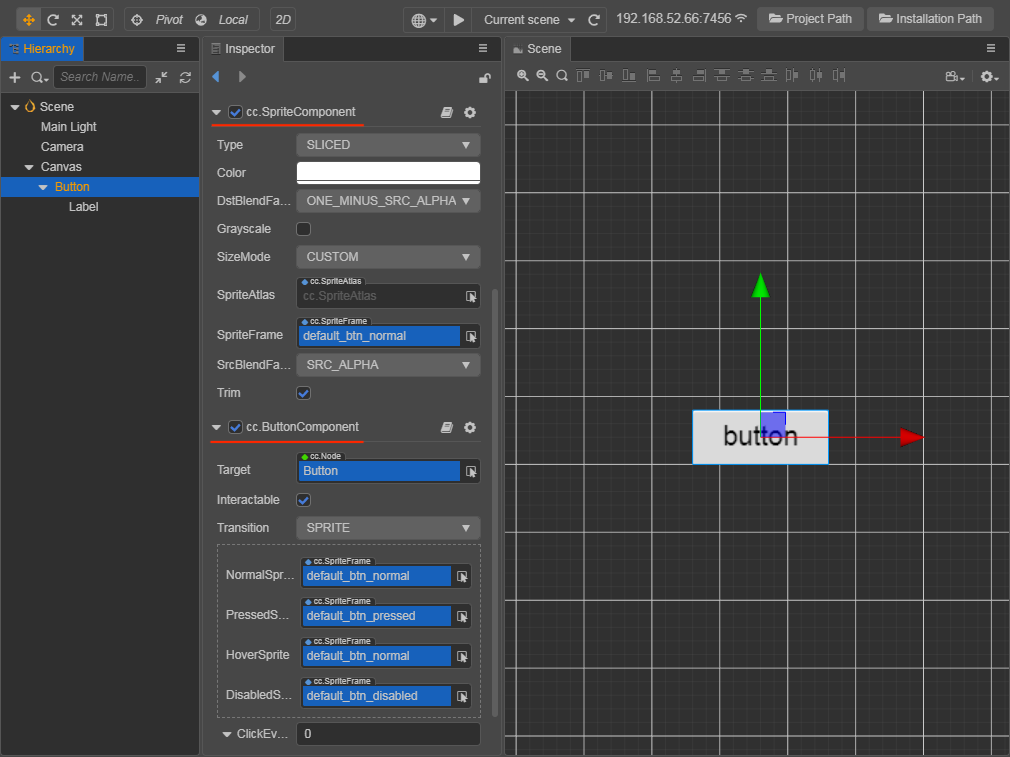 Pivot
Local
2D
Current scene
192.168.52.66:7456
Project Path
Installation Path
Hierarchy
Search Name..
Scene
Main Light
Camera
Canvas
Button
Label
Inspector
cc.SpriteComponent
Type
SLICED
Color
DstBlendFa...
ONE_MINUS_SRC_ALPHA
Grayscale
SizeMode
CUSTOM
cc.SpriteAtlas
SpriteAtlas
cc.SpriteAtlas
cc.SpriteFrame
SpriteFrame
default_btn_normal
SrcBlendFa...
SRC_ALPHA
Trim
cc.ButtonComponent
cc.Node
Target
Button
Interactable
Transition
SPRITE
cc.SpriteFrame
NormalSpr...
default_btn_normal
cc.SpriteFrame
PressedS...
default_btn_pressed
cc.SpriteFrame
HoverSprite
default_btn_normal
cc.SpriteFrame
DisabledS...
default_btn_disabled
ClickEv...
0
Scene
button